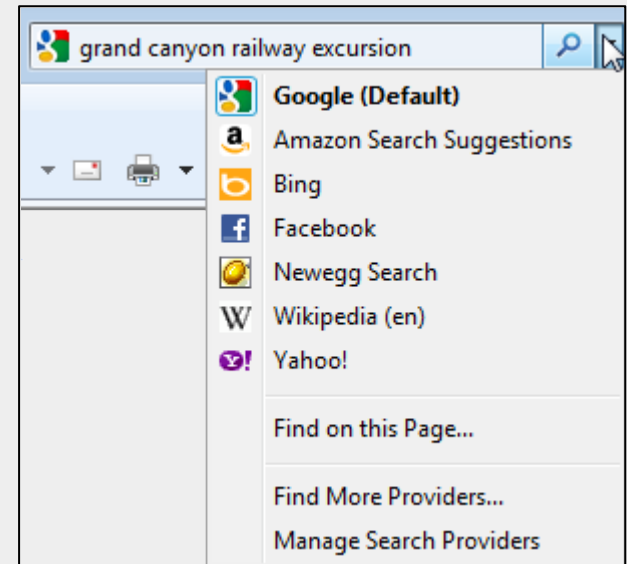 grand canyon railway excursion
Google (Default)
Amazon Search Suggestions
Bing
Facebook
Newegg Search
Wikipedia (en)
Yahoo!
Find on this Page...
Find More Providers...
Manage Search Providers